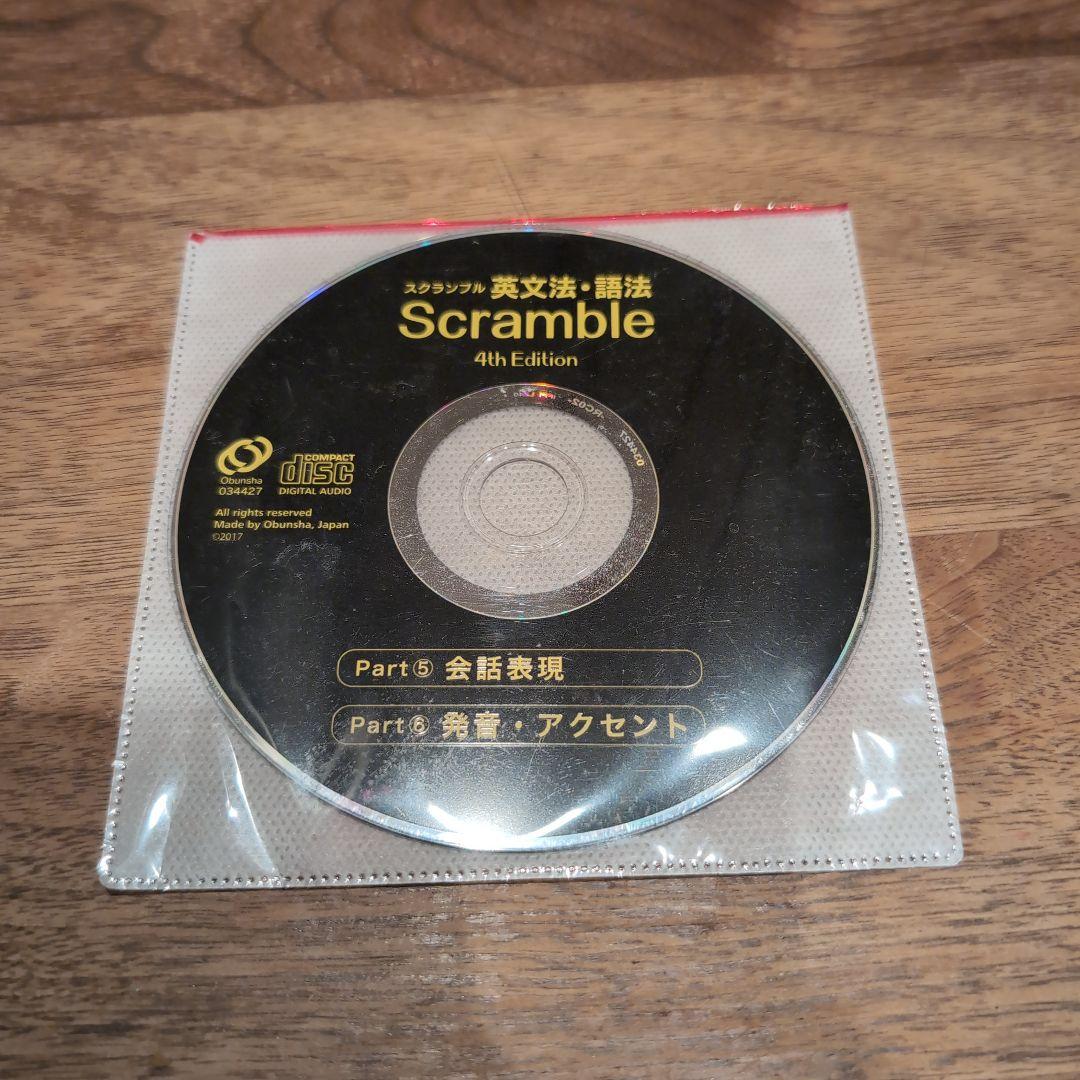 スクランブル 英文法・語法
Scramble
4th Edition
Obunsha
034427
COMPACT
disc
DIGITAL AUDIO
All rights reserved
Made by Obunsha, Japan
©2017
Part⑤ 会話表現
Part⑥ 発音・アクセント